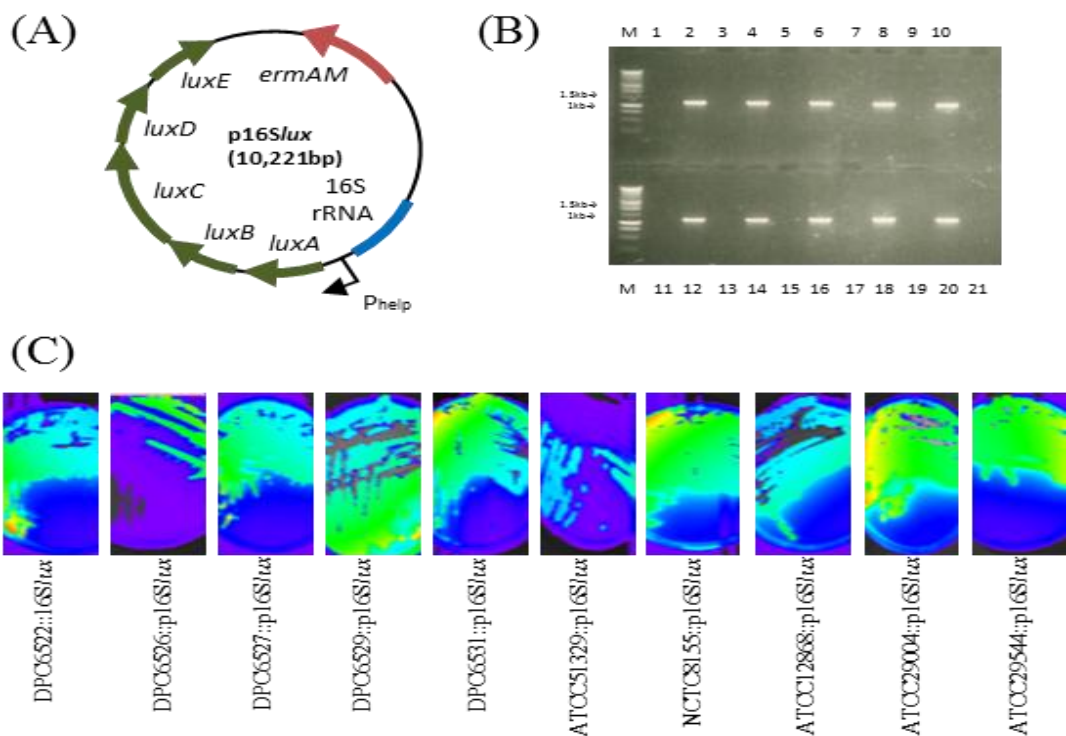 (A)
luxE
ermAM
luxD
p16Slux
(10,221bp)
luxC
16S
rRNA
luxB
luxA
Phelp
(B)
M 1 2 3 4 5 6 7 8 9 10
1.5kb→
1kb→
1.5kb→
1kb→
M 11 12 13 14 15 16 17 18 19 20 21
(C)
DPC6522::16Slux
DPC6526::p16Slux
DPC6527::p16Slux
DPC6529::p16Slux
DPC6531::p16Slux
ATCC51329::p16Slux
NCTC8155::p16Slux
ATCC12868::p16Slux
ATCC29004::p16Slux
ATCC29544::p16Slux